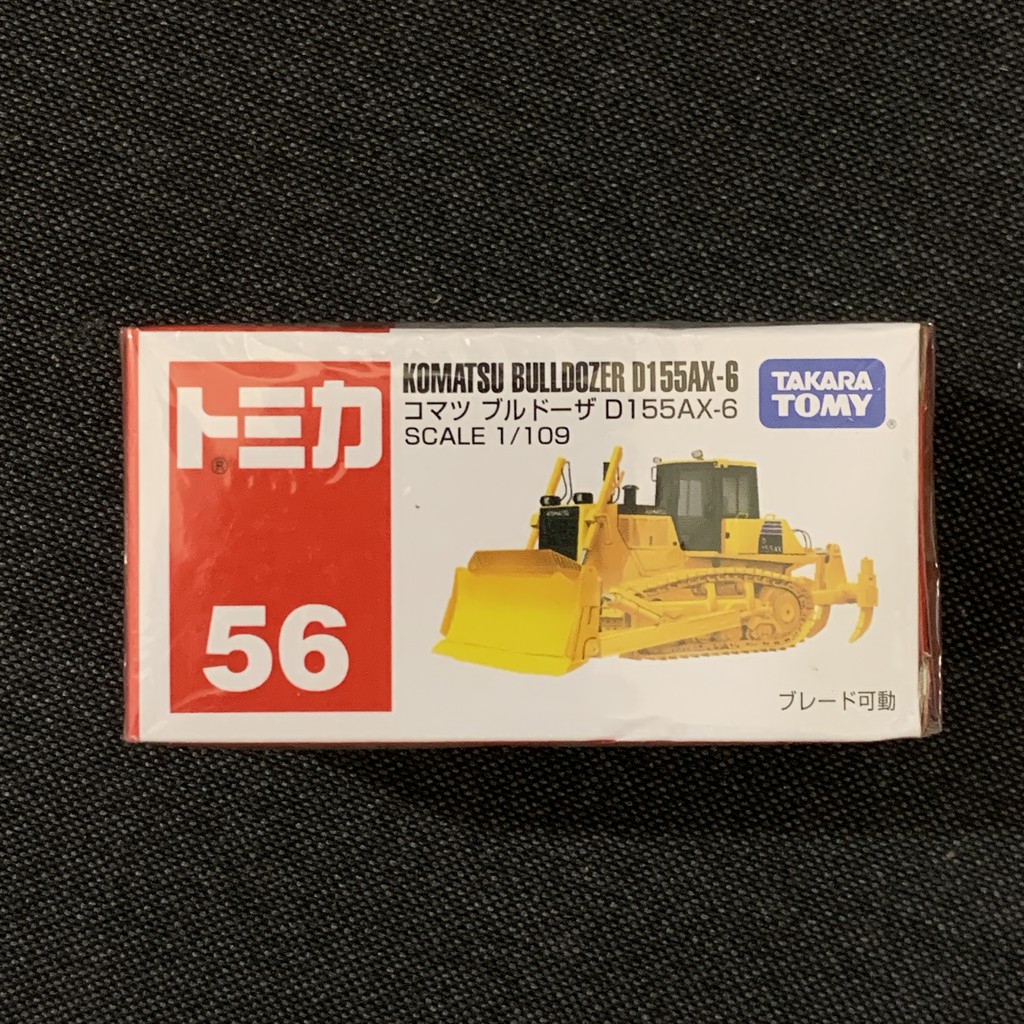 トミカ
®
56
KOMATSU BULLDOZER D155AX-6
コマツ ブルドーザ D155AX-6
SCALE 1/109
TAKARA
TOMY
®
KOMATSU
ブレード可動